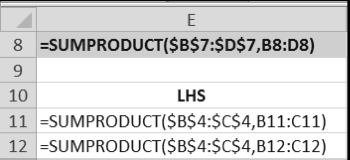 E
8 =SUMPRODUCT($B$7:$D$7,B8:D8)
9
10 LHS
11 =SUMPRODUCT($B$4:$C$4,B11:C11)
12 =SUMPRODUCT($B$4:$C$4,B12:C12)